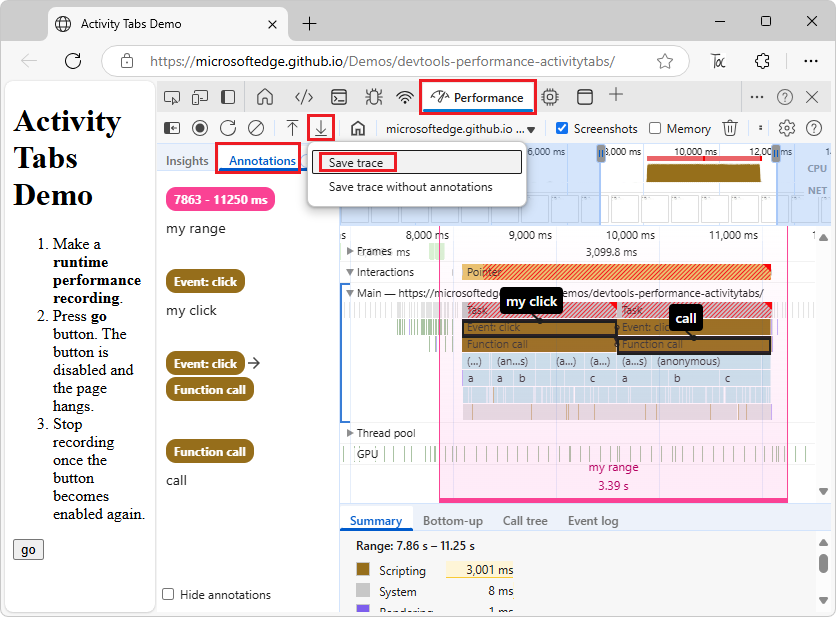 Activity Tabs Demo
https://microsoftedge.github.io/Demos/devtools-performance-activitytabs/
Activity
Tabs
Demo
1. Make a
runtime
performance
recording.
2. Press go
button. The
button is
disabled and
the page
hangs.
3. Stop
recording
once the
button
becomes
enabled again.
go
Performance
microsoftedge.github.io ...
Screenshots
Memory
Insights
Annotations
Save trace
Save trace without annotations
7863 - 11250 ms
my range
Event: click
my click
Event: click
Function call
Function call
call
Hide annotations
6,000 ms
8,000 ms
10,000 ms
12,0
CPU
NET
8,000 ms
9,000 ms
10,000 ms
11,000 ms
Frames
ms
3,099.8 ms
Interactions
Pointer
Main — https://microsoftedge
emos/devtools-performance-activitytabs/
my click
call
Task
Task
Event: click
Event: click
Function call
Function call
(...)
(an...s)
(a...)
(a...)
(a...s)
(anonymous)
a
a
b
c
a
b
c
Thread pool
GPU
my range
3.39 s
Summary
Bottom-up
Call tree
Event log
Range: 7.86 s – 11.25 s
Scripting
3,001 ms
System
8 ms
Rendering
1 ms